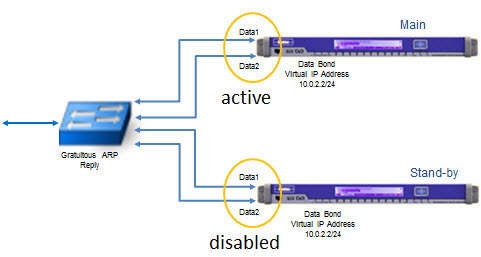 Main
Data1
Data2
Data Bond
Virtual IP Address
10.0.2.2/24
active
Gratuitous ARP
Reply
Stand-by
Data1
Data2
Data Bond
Virtual IP Address
10.0.2.2/24
disabled